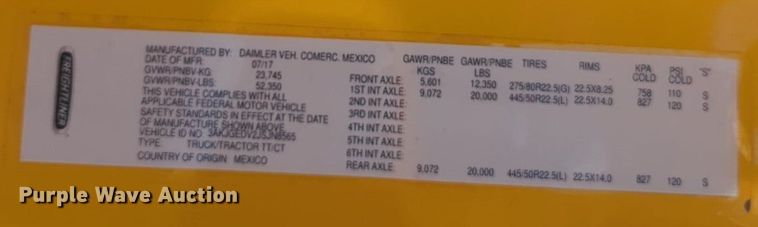 FREIGHTLINER
MANUFACTURED BY: DAIMLER VEH. COMERC. MEXICO
DATE OF MFR: 07/17
GVWR/PNBV-KG: 23,745
GVWR/PNBV-LBS: 52,350
THIS VEHICLE COMPLIES WITH ALL
APPLICABLE FEDERAL MOTOR VEHICLE
SAFETY STANDARDS IN EFFECT AT THE DATE
OF MANUFACTURE SHOWN ABOVE
VEHICLE ID NO 3AKJGEDV2JSJN8565
TYPE: TRUCK/TRACTOR TT/CT
COUNTRY OF ORIGIN MEXICO
GAWR/PNBE KGS GAWR/PNBE LBS TIRES RIMS KPA COLD PSI COLD "S"
FRONT AXLE: 5,601 12,350 275/80R22.5(G) 22.5X8.25 758 110 S
1ST INT AXLE: 9,072 20,000 445/50R22.5(L) 22.5X14.0 827 120 S
2ND INT AXLE:
3RD INT AXLE:
4TH INT AXLE:
5TH INT AXLE:
6TH INT AXLE:
REAR AXLE: 9,072 20,000 445/50R22.5(L) 22.5X14.0 827 120 S
Purple Wave Auction